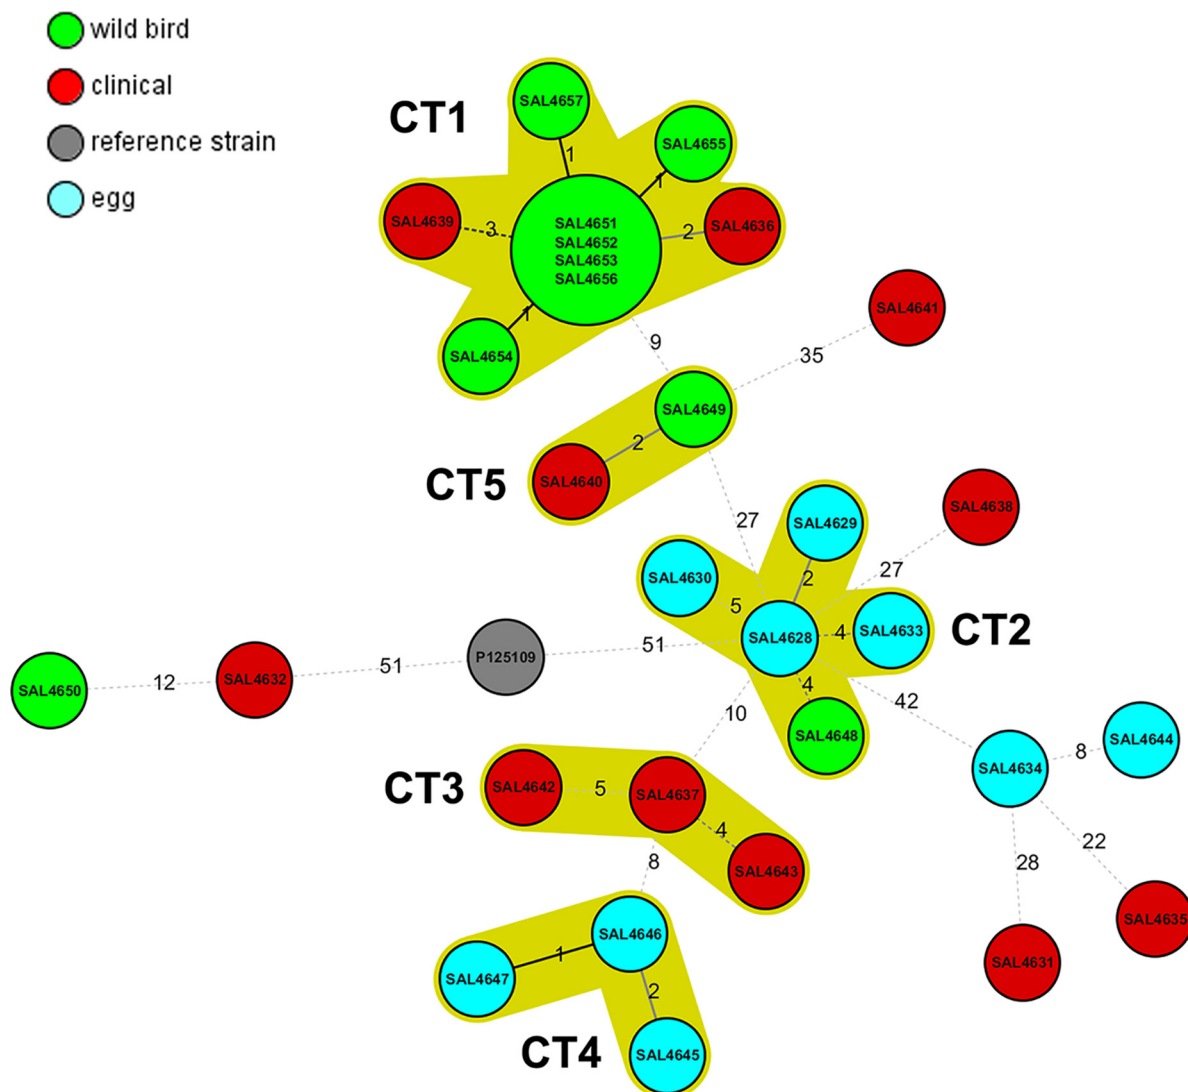 wild bird
clinical
reference strain
egg
CT1
SAL4657
1
SAL4655
1
SAL4639
3
SAL4651
SAL4652
SAL4653
SAL4656
2
SAL4636
1
SAL4654
9
SAL4641
35
SAL4649
2
SAL4640
CT5
27
SAL4638
27
SAL4629
2
SAL4630
5
SAL4628
4
SAL4633
CT2
51
P125109
51
SAL4632
12
SAL4650
4
SAL4648
10
42
SAL4634
8
SAL4644
22
SAL4635
28
SAL4631
CT3
SAL4642
5
SAL4637
4
SAL4643
8
SAL4646
1
SAL4647
2
SAL4645
CT4